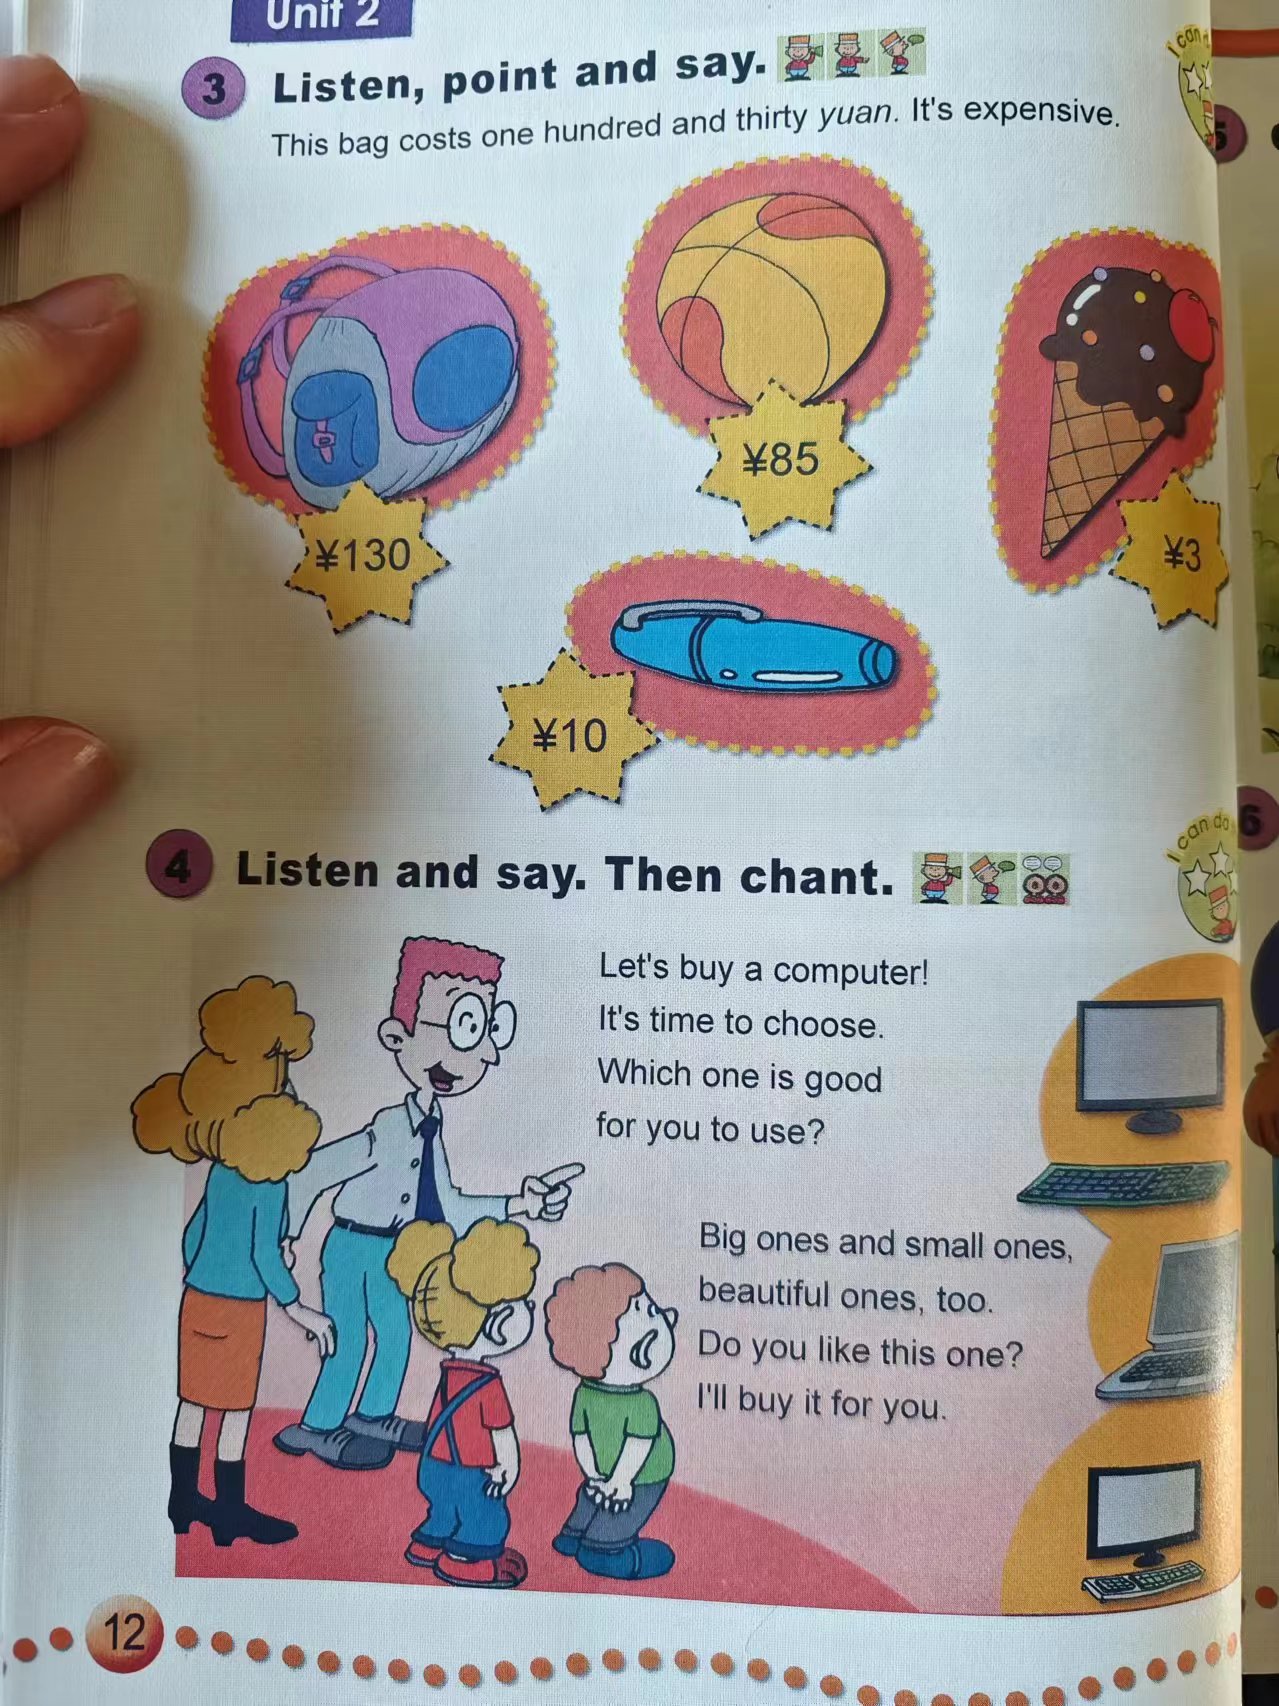 Unit 2
3 Listen, point and say.
This bag costs one hundred and thirty yuan. It's expensive.
I can
¥85
¥130
¥3
¥10
4 Listen and say. Then chant.
I can do
6
Let's buy a computer!
It's time to choose.
Which one is good
for you to use?
Big ones and small ones,
beautiful ones, too.
Do you like this one?
I'll buy it for you.
12